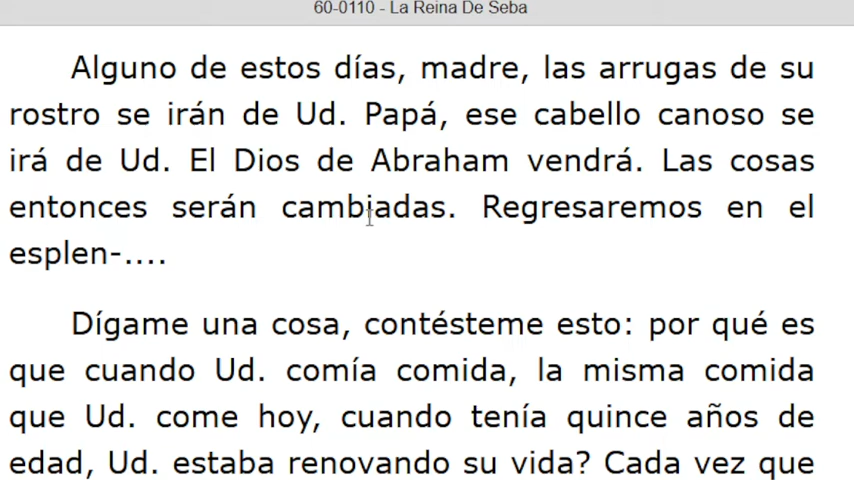 60-0110 - La Reina De Seba
Alguno de estos días, madre, las arrugas de su
rostro se irán de Ud. Papá, ese cabello canoso se
irá de Ud. El Dios de Abraham vendrá. Las cosas
entonces serán cambiadas. Regresaremos en el
esplen-....
Dígame una cosa, contésteme esto: por qué es
que cuando Ud. comía comida, la misma comida
que Ud. come hoy, cuando tenía quince años de
edad, Ud. estaba renovando su vida? Cada vez que